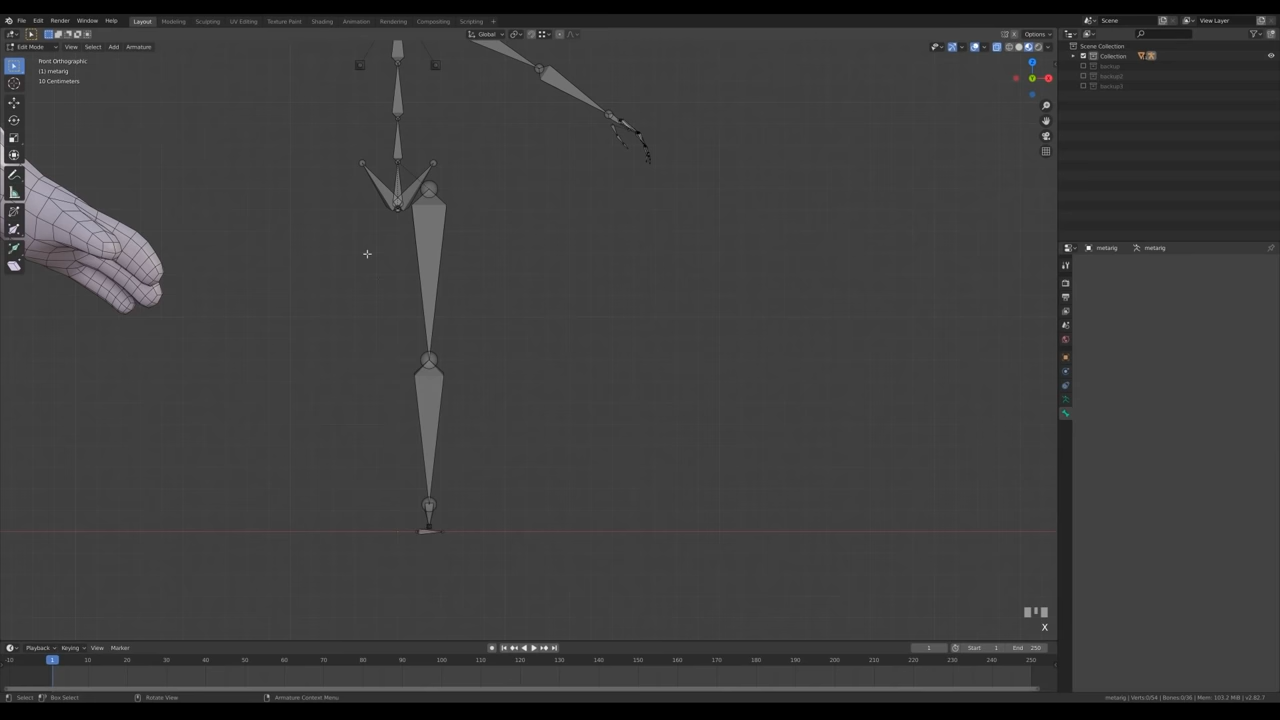 File Edit Render Window Help Layout Modeling Sculpting UV Editing Texture Paint Shading Animation Rendering Compositing Scripting + Scene View Layer
Global Options
Edit Mode View Select Add Armature
Front Orthographic
(1) metarig
10 Centimeters
Scene Collection
Collection
backup
backup2
backup3
metarig metarig
X
Playback Keying View Marker 1 Start 1 End 250
-10 1 10 20 30 40 50 60 70 80 90 100 110 120 130 140 150 160 170 180 190 200 210 220 230 240 250
Select Box Select Rotate View Armature Context Menu metarig | Verts:0/54 | Bones:0/36 | Mem: 103.2 MiB | v2.82.7